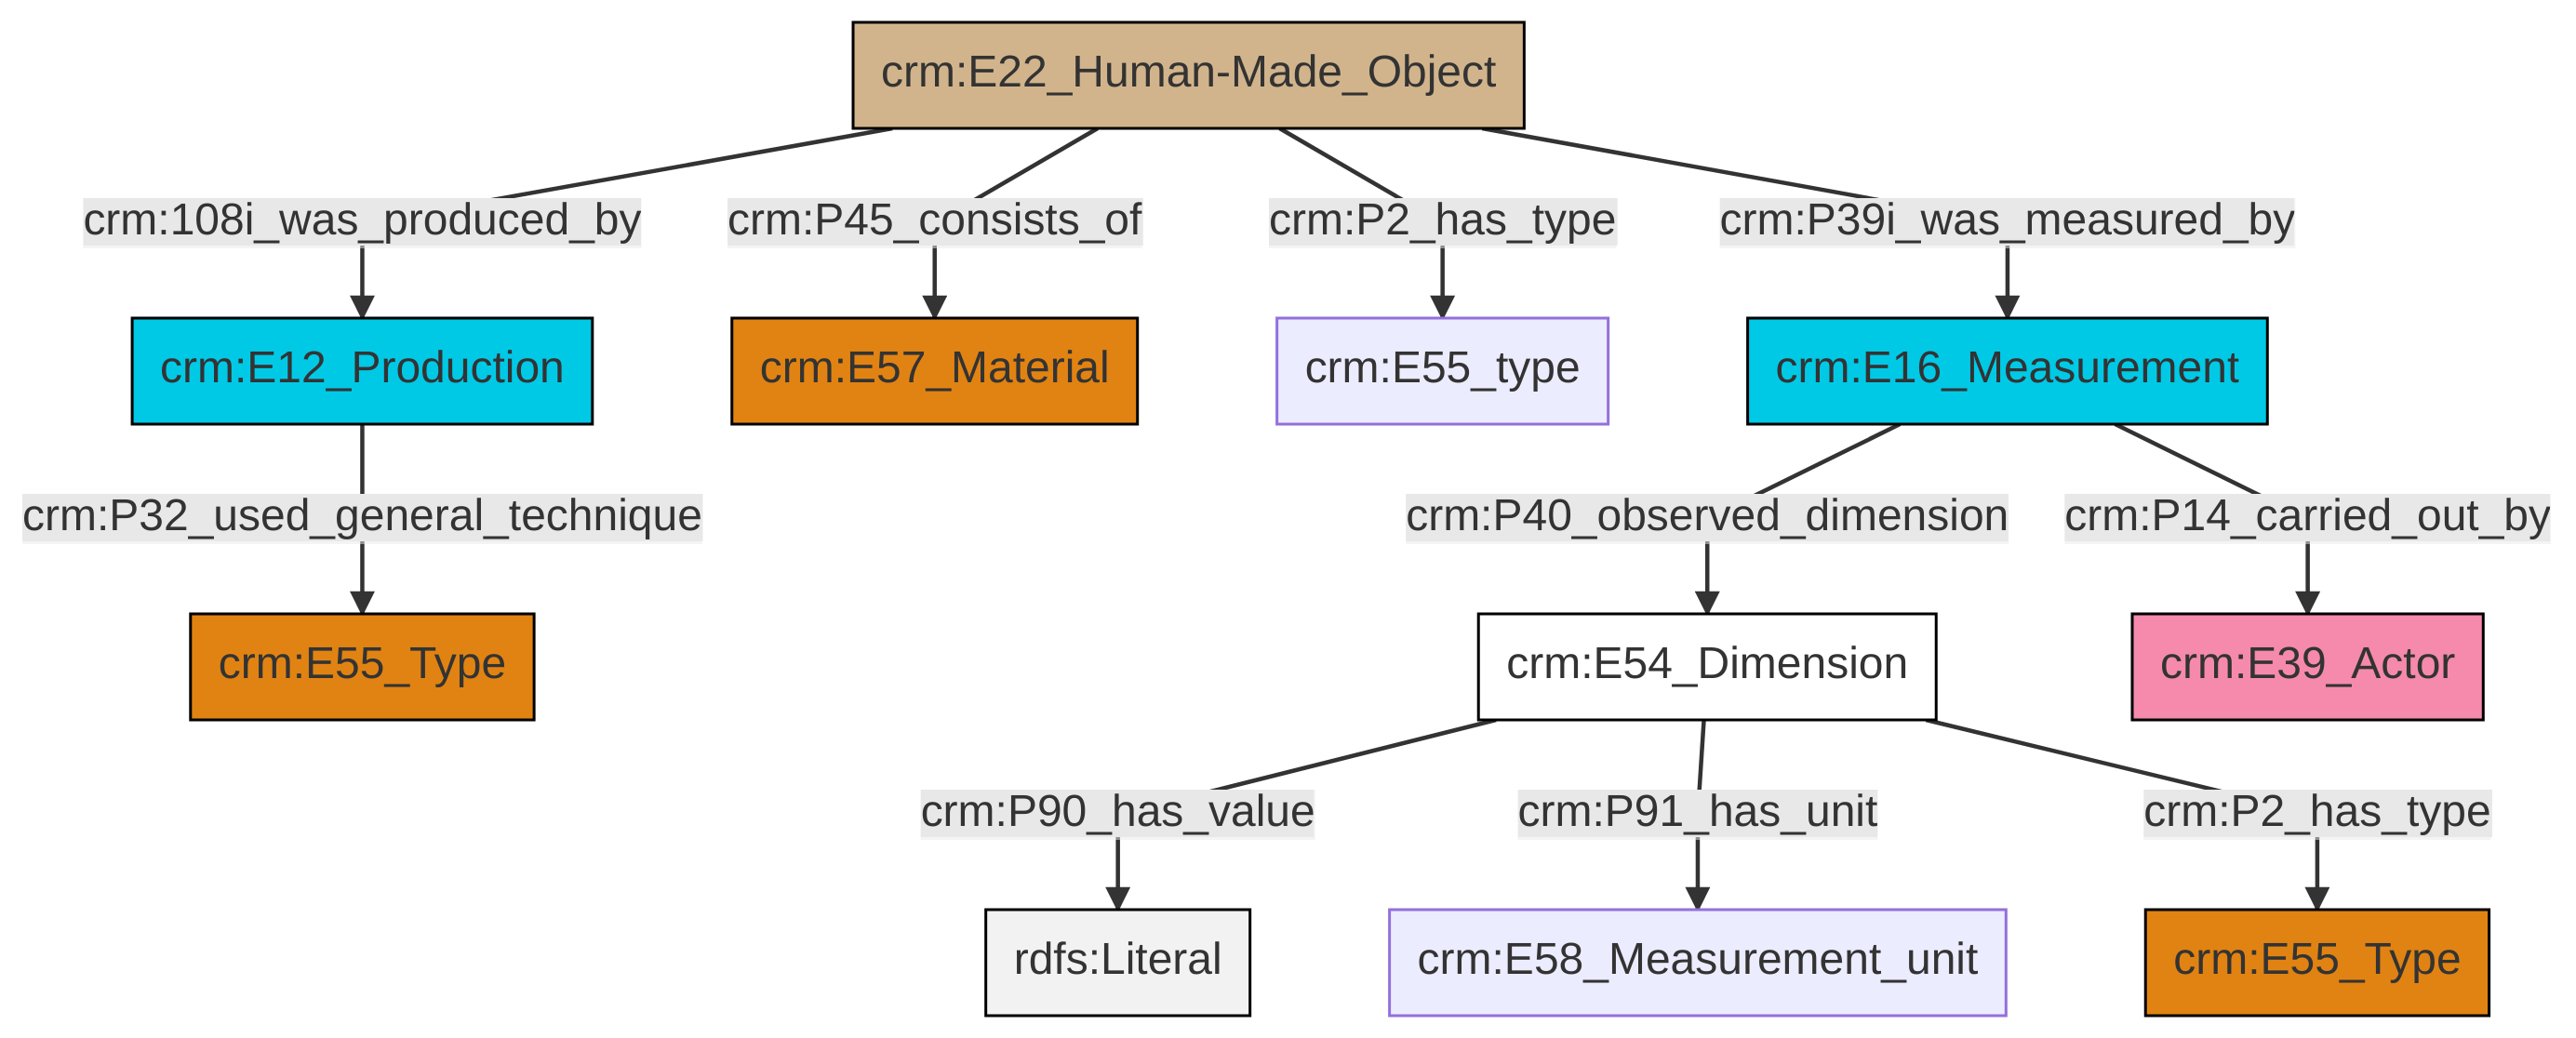 crm:E22_Human-Made_Object
crm:108i_was_produced_by
crm:P45_consists_of
crm:P2_has_type
crm:P39i_was_measured_by
crm:E12_Production
crm:E57_Material
crm:E55_type
crm:E16_Measurement
crm:P32_used_general_technique
crm:P40_observed_dimension
crm:P14_carried_out_by
crm:E55_Type
crm:E54_Dimension
crm:E39_Actor
crm:P90_has_value
crm:P91_has_unit
crm:P2_has_type
rdfs:Literal
crm:E58_Measurement_unit
crm:E55_Type